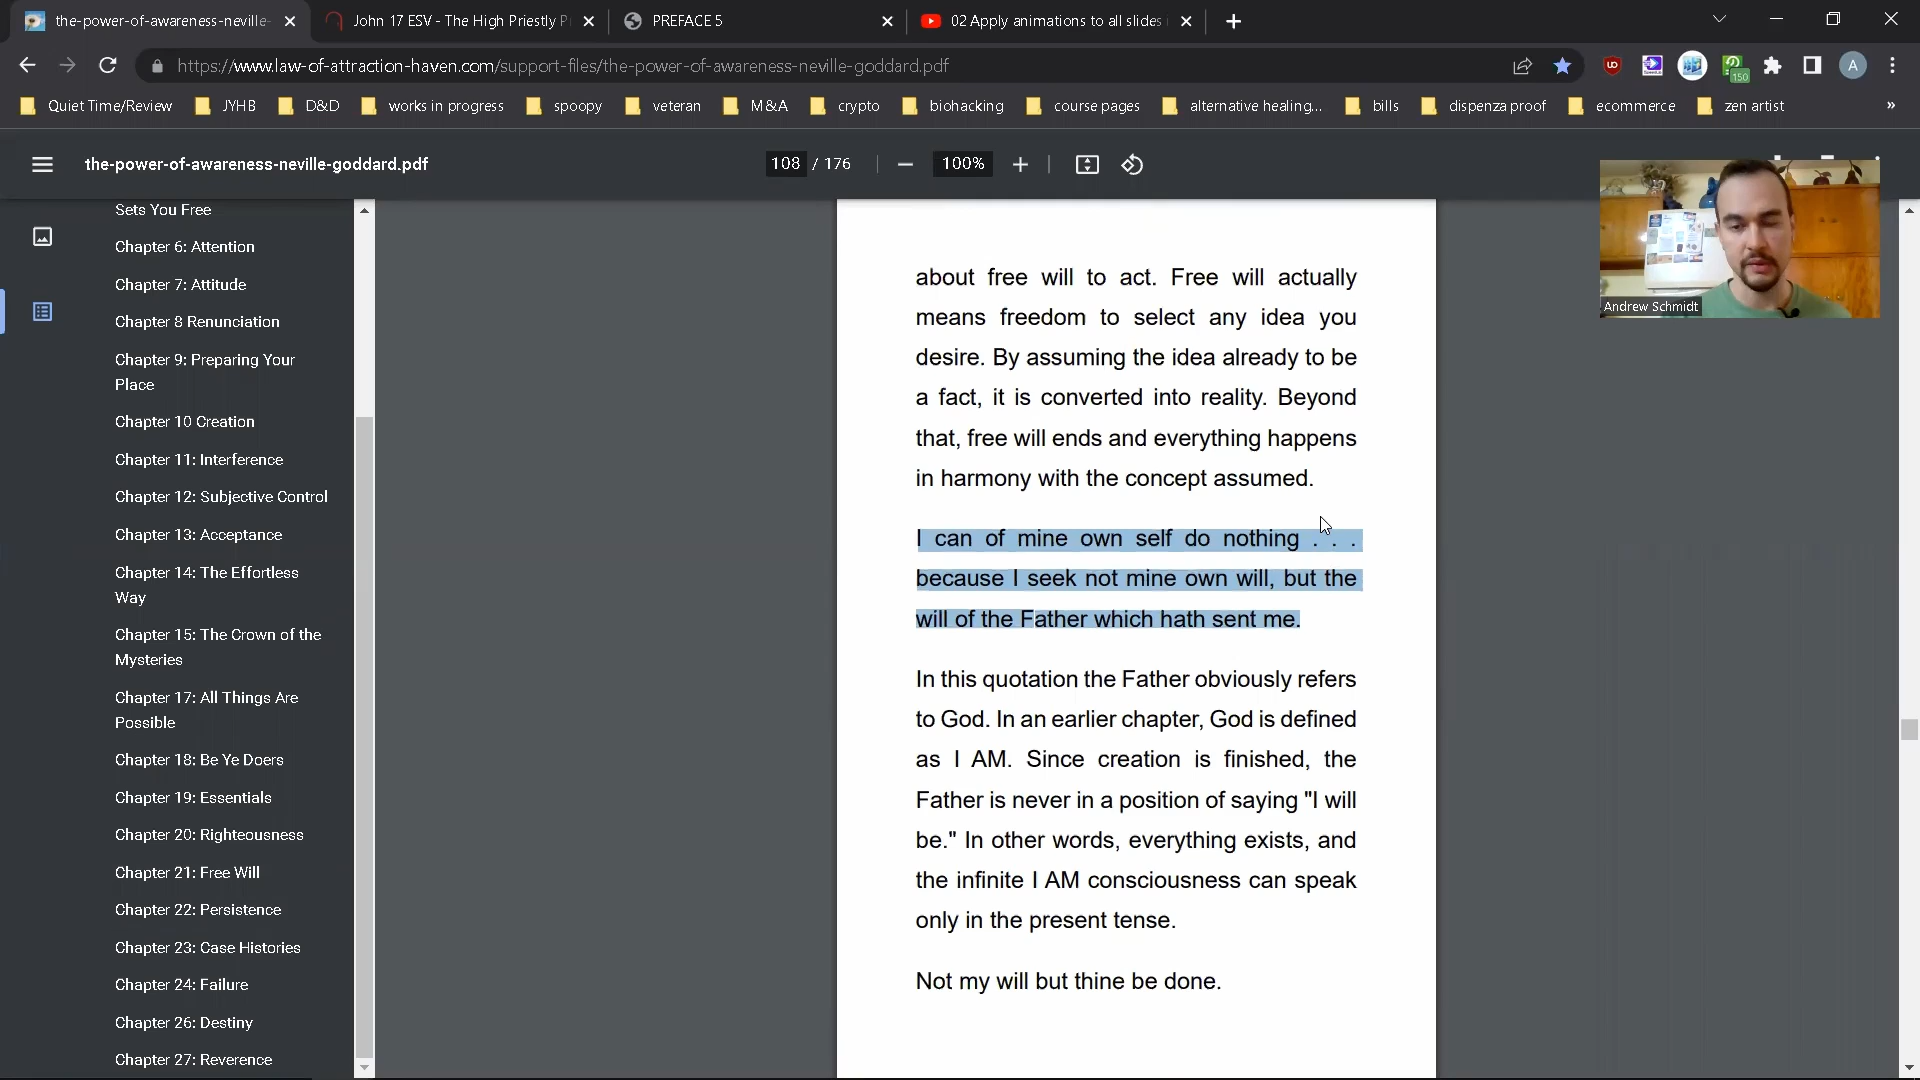 the-power-of-awareness-neville-
John 17 ESV - The High Priestly P
PREFACE 5
02 Apply animations to all slides i
https://www.law-of-attraction-haven.com/support-files/the-power-of-awareness-neville-goddard.pdf
150
A
Quiet Time/Review
JYHB
D&D
works in progress
spoopy
veteran
M&A
crypto
biohacking
course pages
alternative healing...
bills
dispenza proof
ecommerce
zen artist
»
the-power-of-awareness-neville-goddard.pdf
108 / 176
100%
Sets You Free
Chapter 6: Attention
Chapter 7: Attitude
Chapter 8 Renunciation
Chapter 9: Preparing Your
Place
Chapter 10 Creation
Chapter 11: Interference
Chapter 12: Subjective Control
Chapter 13: Acceptance
Chapter 14: The Effortless
Way
Chapter 15: The Crown of the
Mysteries
Chapter 17: All Things Are
Possible
Chapter 18: Be Ye Doers
Chapter 19: Essentials
Chapter 20: Righteousness
Chapter 21: Free Will
Chapter 22: Persistence
Chapter 23: Case Histories
Chapter 24: Failure
Chapter 26: Destiny
Chapter 27: Reverence
about free will to act. Free will actually
means freedom to select any idea you
desire. By assuming the idea already to be
a fact, it is converted into reality. Beyond
that, free will ends and everything happens
in harmony with the concept assumed.
I can of mine own self do nothing . . .
because I seek not mine own will, but the
will of the Father which hath sent me.
In this quotation the Father obviously refers
to God. In an earlier chapter, God is defined
as I AM. Since creation is finished, the
Father is never in a position of saying "I will
be." In other words, everything exists, and
the infinite I AM consciousness can speak
only in the present tense.
Not my will but thine be done.
Andrew Schmidt